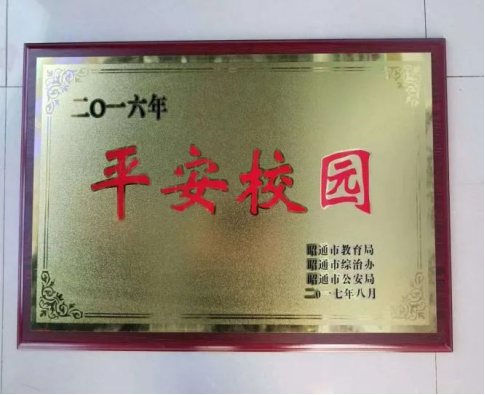 二〇一六年
平安校园
昭通市教育局
昭通市综治办
昭通市公安局
二〇一七年八月